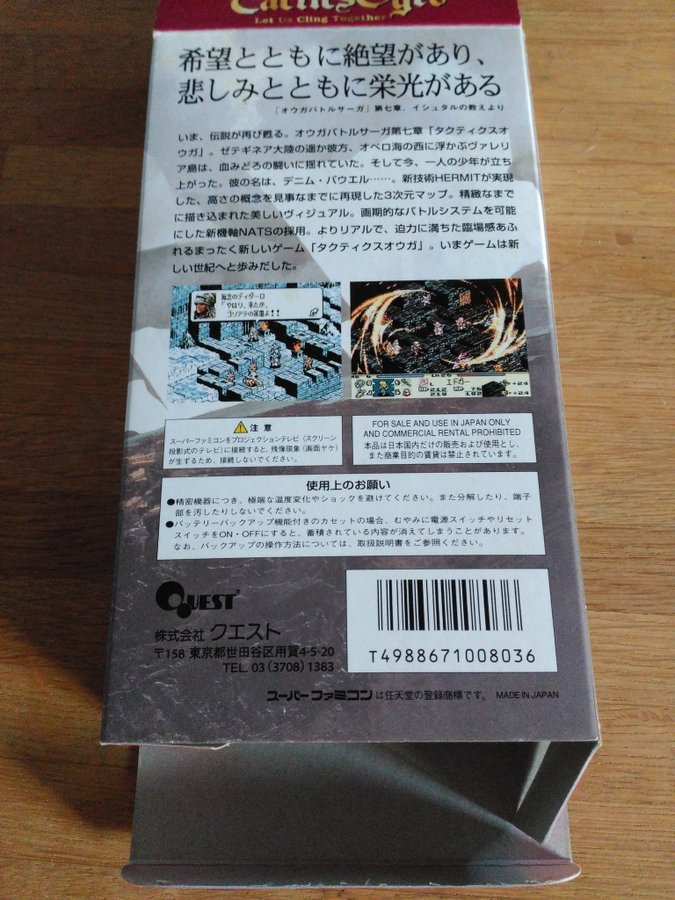 Tactics Ogre
Let Us Cling Together
希望とともに絶望があり、
悲しみとともに栄光がある
「オウガバトルサーガ」第七章、イシュタルの教えより
いま、伝説が再び甦る。オウガバトルサーガ第七章「タクティクスオ
ウガ」。ゼテギネア大陸の遥か彼方、オベロ海の西に浮かぶヴァレリ
ア島は、血みどろの闘いに揺れていた。そして今、一人の少年が立ち
上がった。彼の名は、デニム・パウエル……。新技術HERMITが実現
した、高さの概念を見事なまでに再現した3次元マップ。精緻なまで
に描き込まれた美しいヴィジュアル。画期的なバトルシステムを可能
にした新機軸NATSの採用。よりリアルで、迫力に満ちた臨場感あふ
れるまったく新しいゲーム「タクティクスオウガ」。いまゲームは新
しい世紀へと歩みだした。
風古のディダーロ
「やはり、来たか、
ゴリアテの英雄よ!!
エドガー
注意
スーパーファミコンをプロジェクションテレビ(スクリーン
投影式のテレビ)に接続すると、残像現象(画面ヤケ)
が生ずるため、接続しないでください。
FOR SALE AND USE IN JAPAN ONLY
AND COMMERCIAL RENTAL PROHIBITED
本品は日本国内だけの販売および使用とし、
また商業目的の賃貸は禁止されています。
使用上のお願い
●精密機器につき、極端な温度変化やショックを避けてください。また分解したり、端子
部を汚したりしないでください。
●バッテリーバックアップ機能付きのカセットの場合、むやみに電源スイッチやリセット
スイッチをON・OFFにすると、蓄積されている内容が消えてしまうことがあります。
なお、バックアップの操作方法については、取扱説明書をご参照ください。
QUEST
株式会社 クエスト
〒158 東京都世田谷区用賀4-5-20
TEL. 03(3708)1383
T4988671008036
スーパーファミコンは任天堂の登録商標です。 MADE IN JAPAN